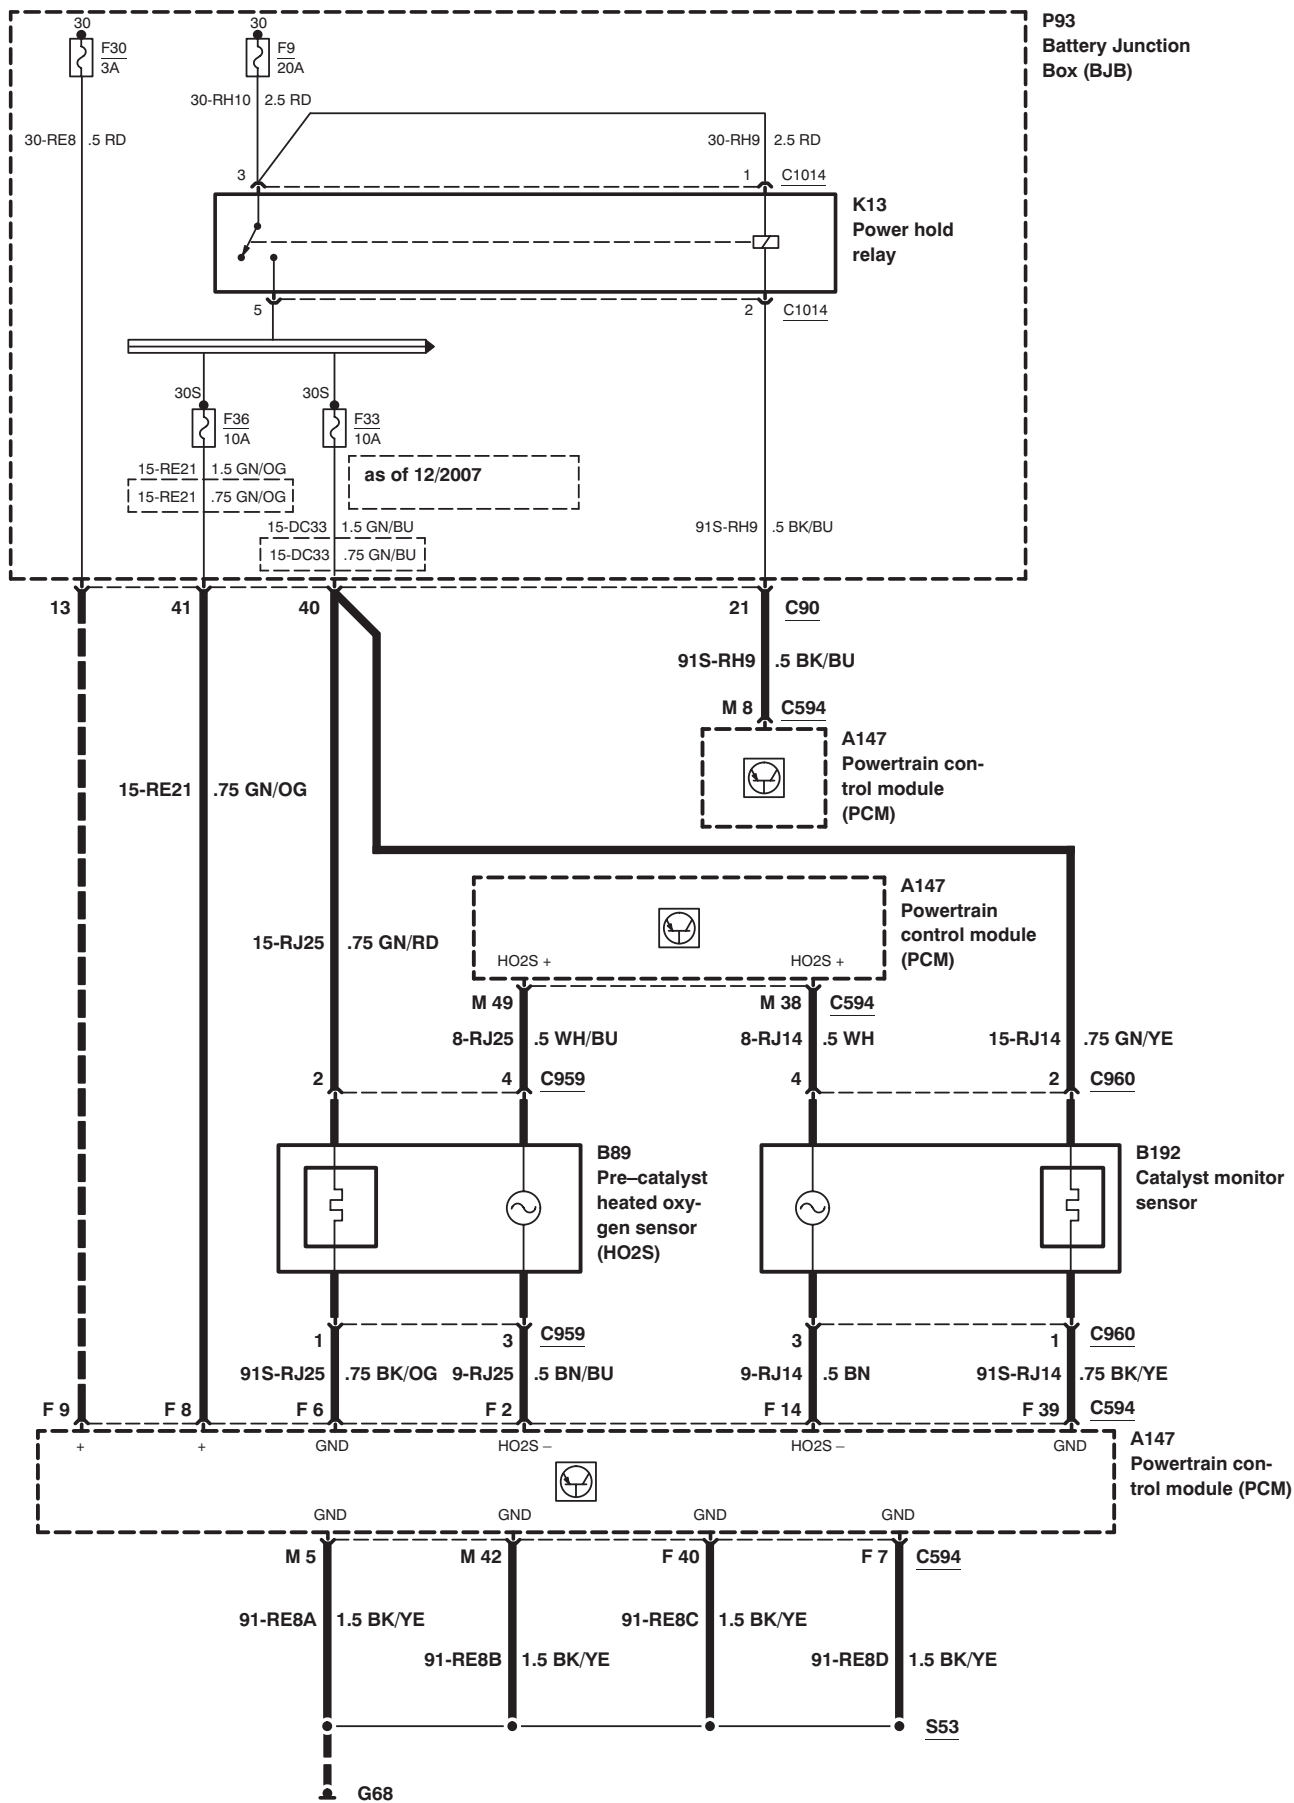 30
30
P93
Battery Junction
Box (BJB)
F30
3A
F9
20A
30-RH10 2.5 RD
30-RE8 .5 RD
30-RH9 2.5 RD
3
1 C1014
K13
Power hold
relay
5
2 C1014
30S
30S
F36
10A
F33
10A
15-RE21 1.5 GN/OG
as of 12/2007
15-RE21 .75 GN/OG
15-DC33 1.5 GN/BU
91S-RH9 .5 BK/BU
15-DC33 .75 GN/BU
13
41
40
21 C90
91S-RH9 .5 BK/BU
M 8 C594
A147
Powertrain con-
trol module
(PCM)
15-RE21 .75 GN/OG
A147
Powertrain
control module
(PCM)
15-RJ25 .75 GN/RD
HO2S +
HO2S +
M 49
M 38 C594
8-RJ25 .5 WH/BU
8-RJ14 .5 WH
15-RJ14 .75 GN/YE
2
4 C959
4
2 C960
B89
Pre–catalyst
heated oxy-
gen sensor
(HO2S)
B192
Catalyst monitor
sensor
1
3 C959
3
1 C960
91S-RJ25 .75 BK/OG
9-RJ25 .5 BN/BU
9-RJ14 .5 BN
91S-RJ14 .75 BK/YE
F 9
F 8
F 6
F 2
F 14
F 39 C594
+
+
GND
HO2S –
HO2S –
GND
A147
Powertrain con-
trol module (PCM)
GND
GND
GND
GND
M 5
M 42
F 40
F 7 C594
91-RE8A 1.5 BK/YE
91-RE8C 1.5 BK/YE
91-RE8B 1.5 BK/YE
91-RE8D 1.5 BK/YE
S53
G68